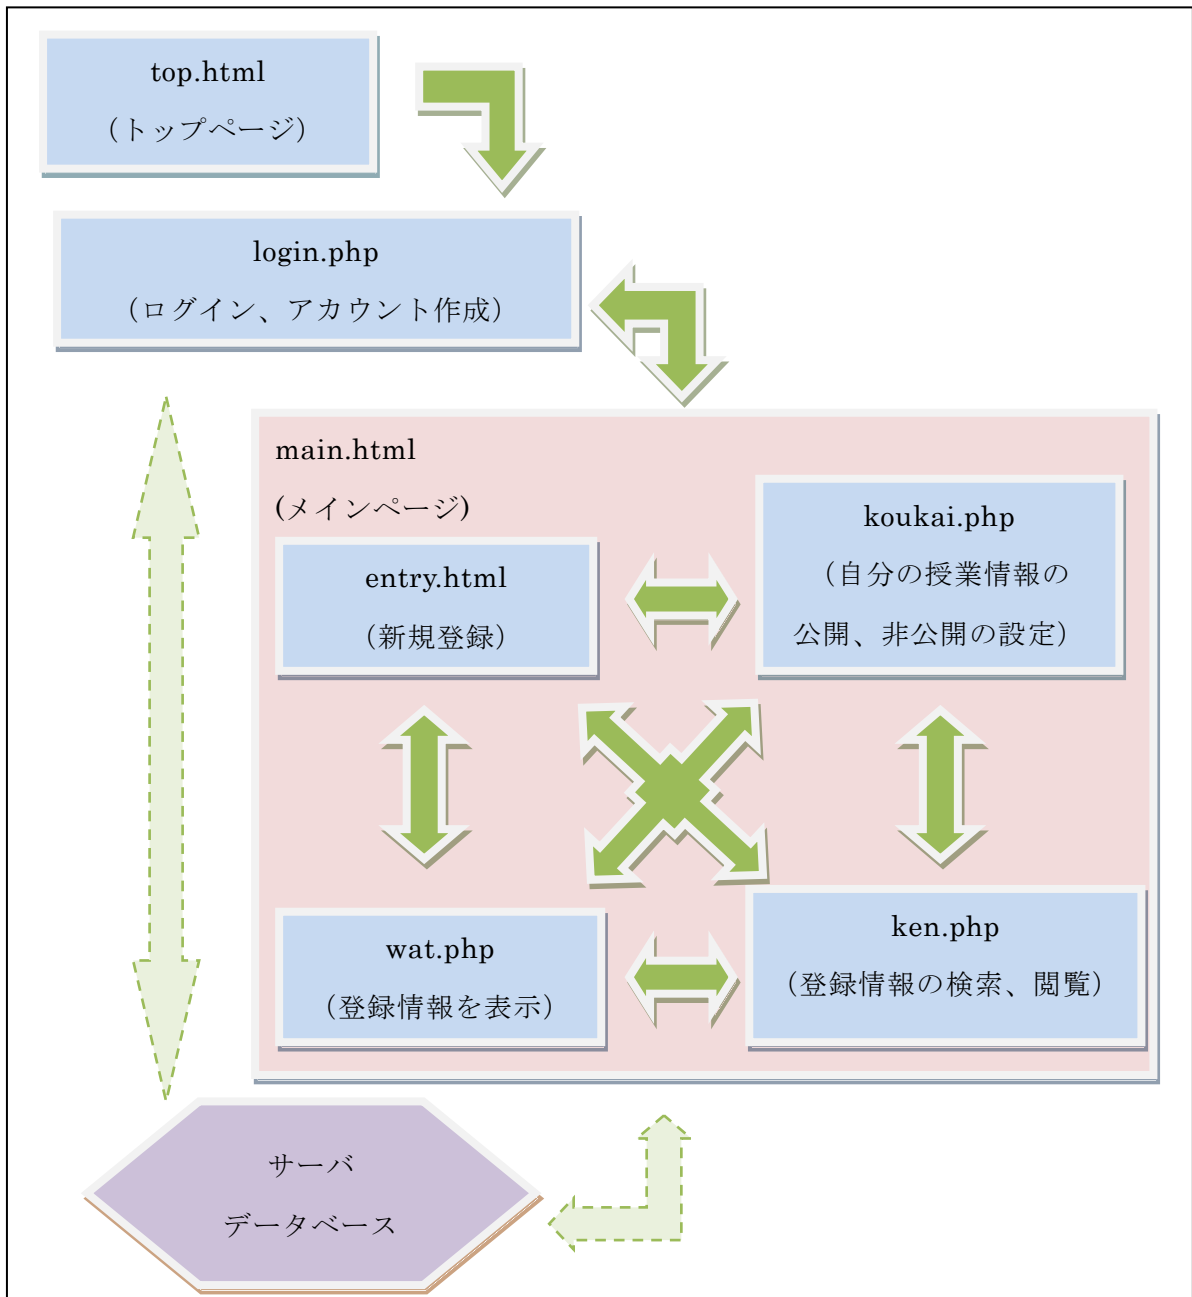 top.html
（トップページ）
login.php
（ログイン、アカウント作成）
main.html
(メインページ)
entry.html
（新規登録）
koukai.php
（自分の授業情報の
公開、非公開の設定）
wat.php
（登録情報を表示）
ken.php
（登録情報の検索、閲覧）
サーバ
データベース